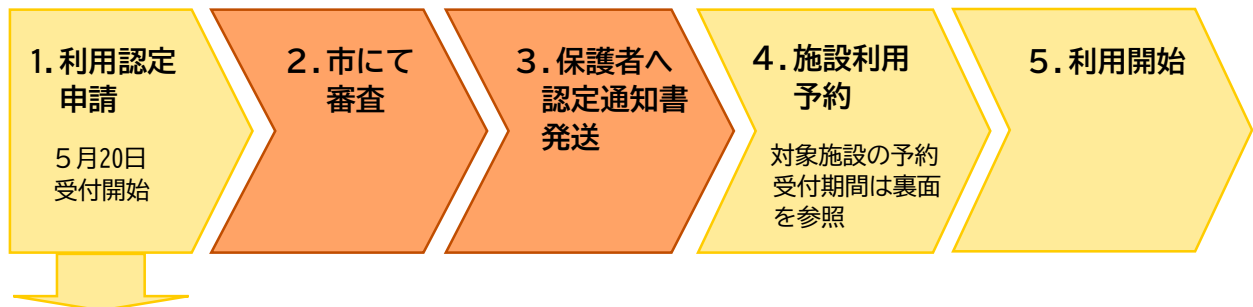 1.利用認定
申請
５月20日
受付開始
２.市にて
審査
３.保護者へ
認定通知書
発送
４.施設利用
予約
対象施設の予約
受付期間は裏面
を参照
５.利用開始